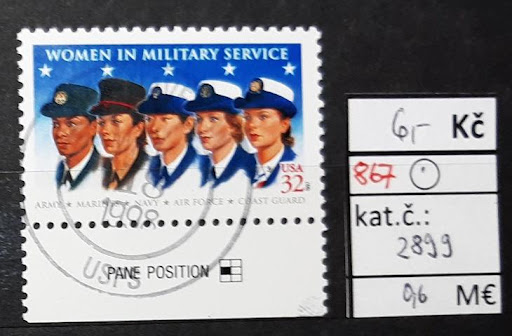 WOMEN IN MILITARY SERVICE
USA
32
ARMY ★ MARINES ★ NAVY ★ AIR FORCE ★ COAST GUARD
1998
USPS
PANE POSITION
6,- Kč
867
kat.č.:
2899
0,6 M€